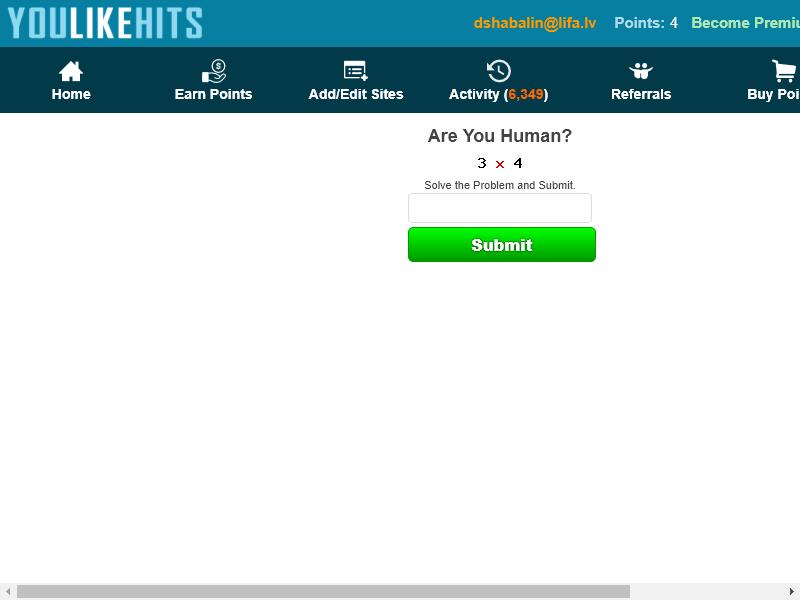 YOULIKEHITS
dshabalin@lifa.lv Points: 4 Become Premiu
Home Earn Points Add/Edit Sites Activity (6,349) Referrals Buy Poi
Are You Human?
3 x 4
Solve the Problem and Submit.
Submit